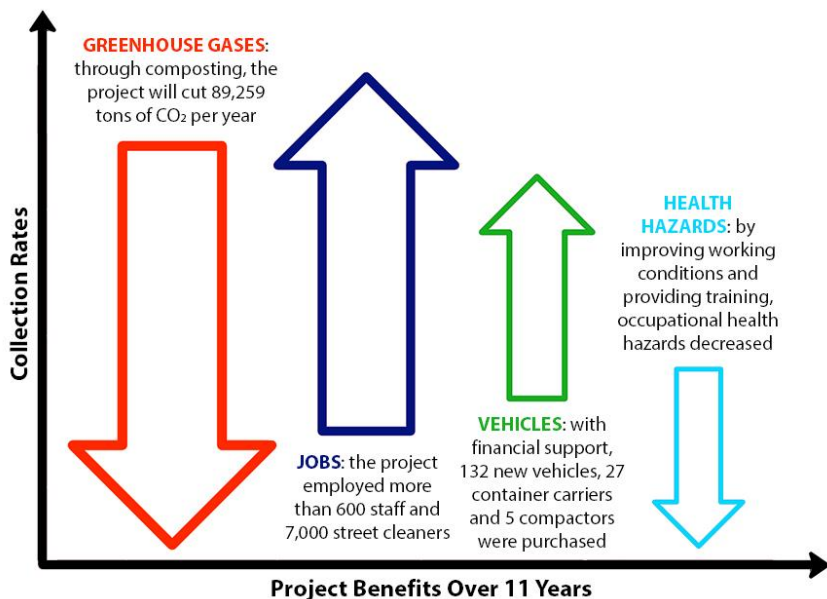 GREENHOUSE GASES:
through composting, the
project will cut 89,259
tons of CO₂ per year
JOBS: the project
employed more
than 600 staff and
7,000 street cleaners
VEHICLES: with
financial support,
132 new vehicles, 27
container carriers
and 5 compactors
were purchased
HEALTH
HAZARDS: by
improving working
conditions and
providing training,
occupational health
hazards decreased
Collection Rates
Project Benefits Over 11 Years